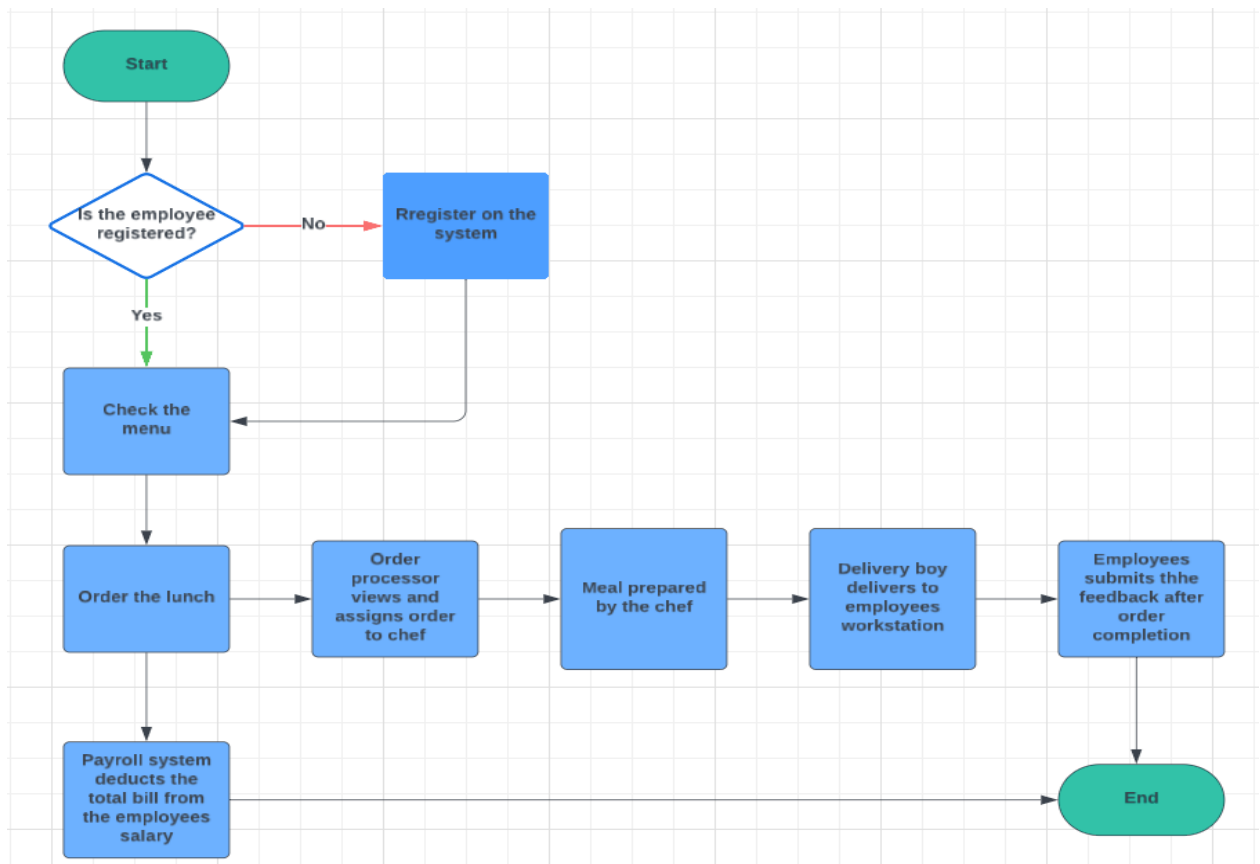 Start
Is the employee
registered?
No
Rregister on the
system
Yes
Check the
menu
Order the lunch
Order
processor
views and
assigns order
to chef
Meal prepared
by the chef
Delivery boy
delivers to
employees
workstation
Employees
submits thhe
feedback after
order
completion
Payroll system
deducts the
total bill from
the employees
salary
End